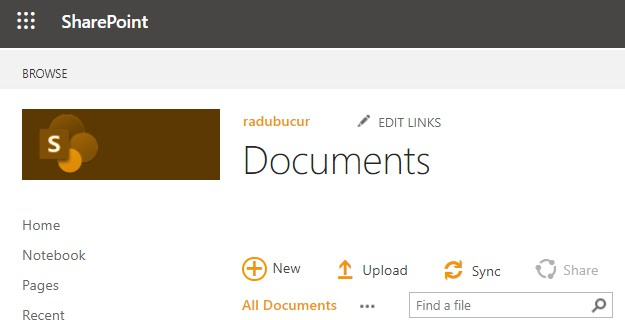 SharePoint
BROWSE
S
radubucur
EDIT LINKS
Documents
Home
Notebook
Pages
Recent
New Upload Sync Share
All Documents ••• Find a file